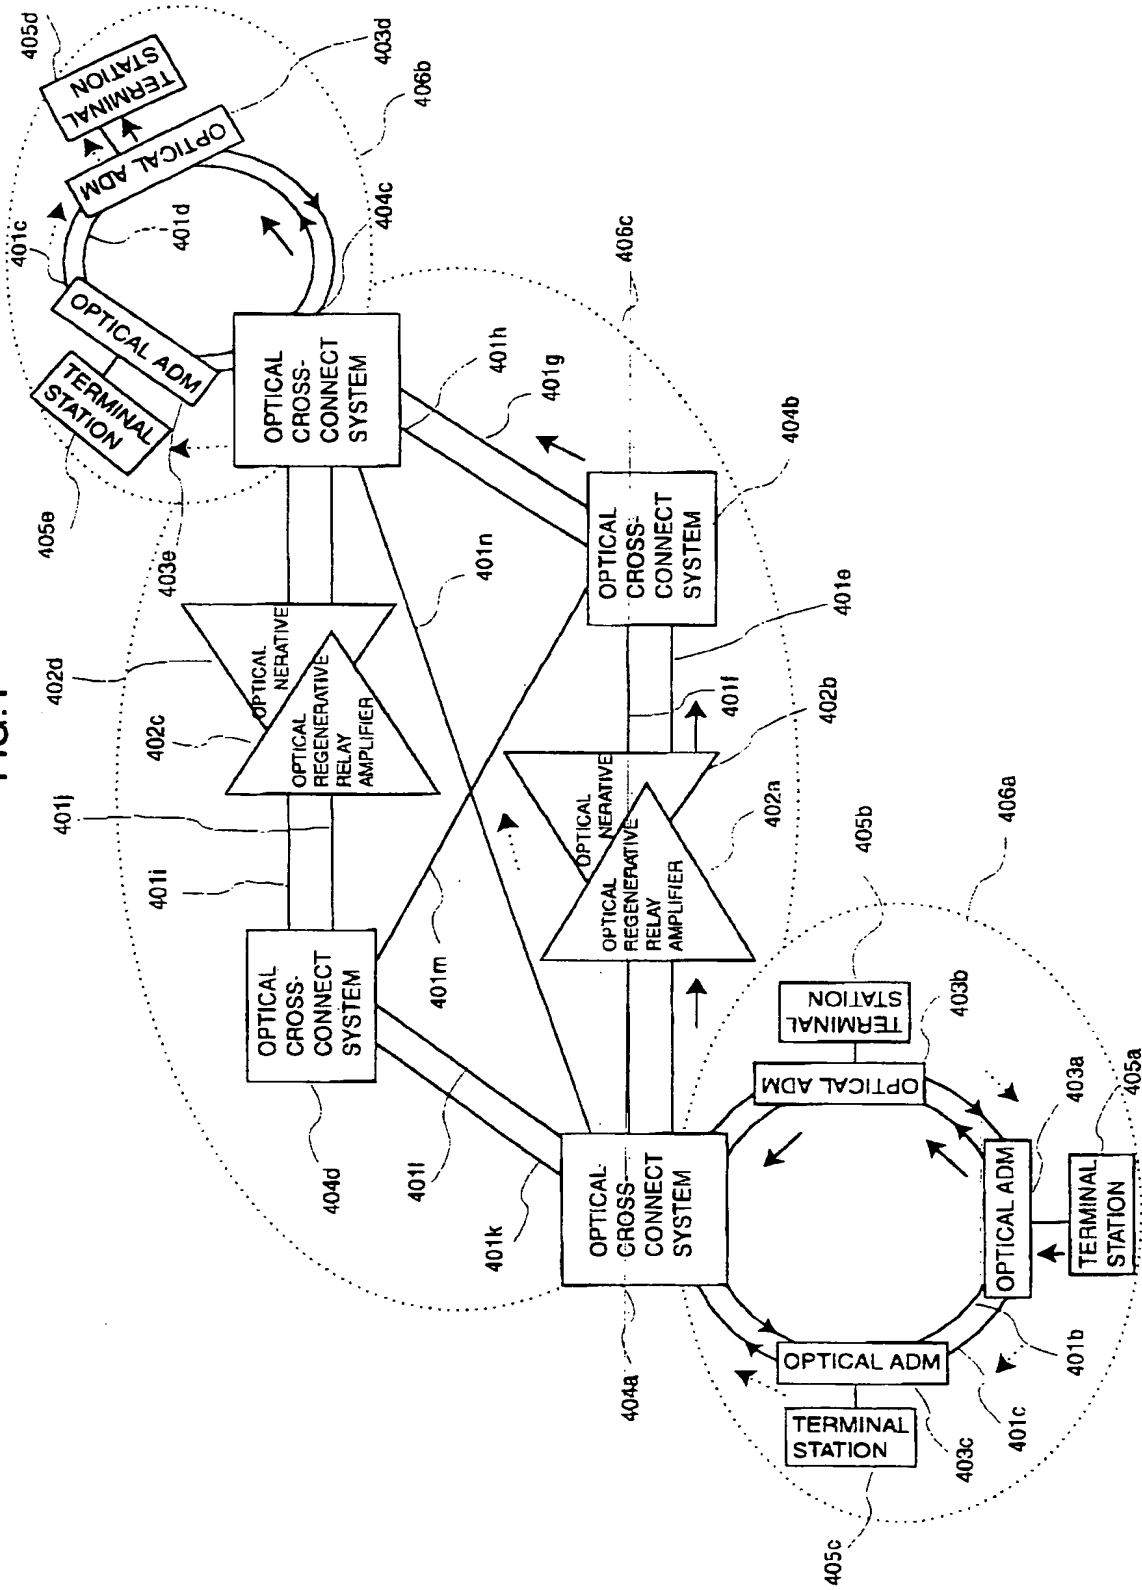 405d
TERMINAL
STATION
403d
OPTICAL ADM
406b
401c
401d
404c
OPTICAL ADM
TERMINAL
STATION
405e
403e
OPTICAL
CROSS-
CONNECT
SYSTEM
406c
401h
401g
404b
OPTICAL
CROSS-
CONNECT
SYSTEM
401n
402d
OPTICAL
NERATIVE
402c
OPTICAL
REGENERATIVE
RELAY
AMPLIFIER
401e
401f
402b
OPTICAL
NERATIVE
402a
OPTICAL
REGENERATIVE
RELAY
AMPLIFIER
401j
401i
401m
OPTICAL
CROSS-
CONNECT
SYSTEM
404d
401l
401k
OPTICAL
CROSS-
CONNECT
SYSTEM
404a
406a
405b
TERMINAL
STATION
403b
OPTICAL ADM
403a
405a
OPTICAL ADM
TERMINAL
STATION
401b
401c
OPTICAL ADM
403c
TERMINAL
STATION
405c